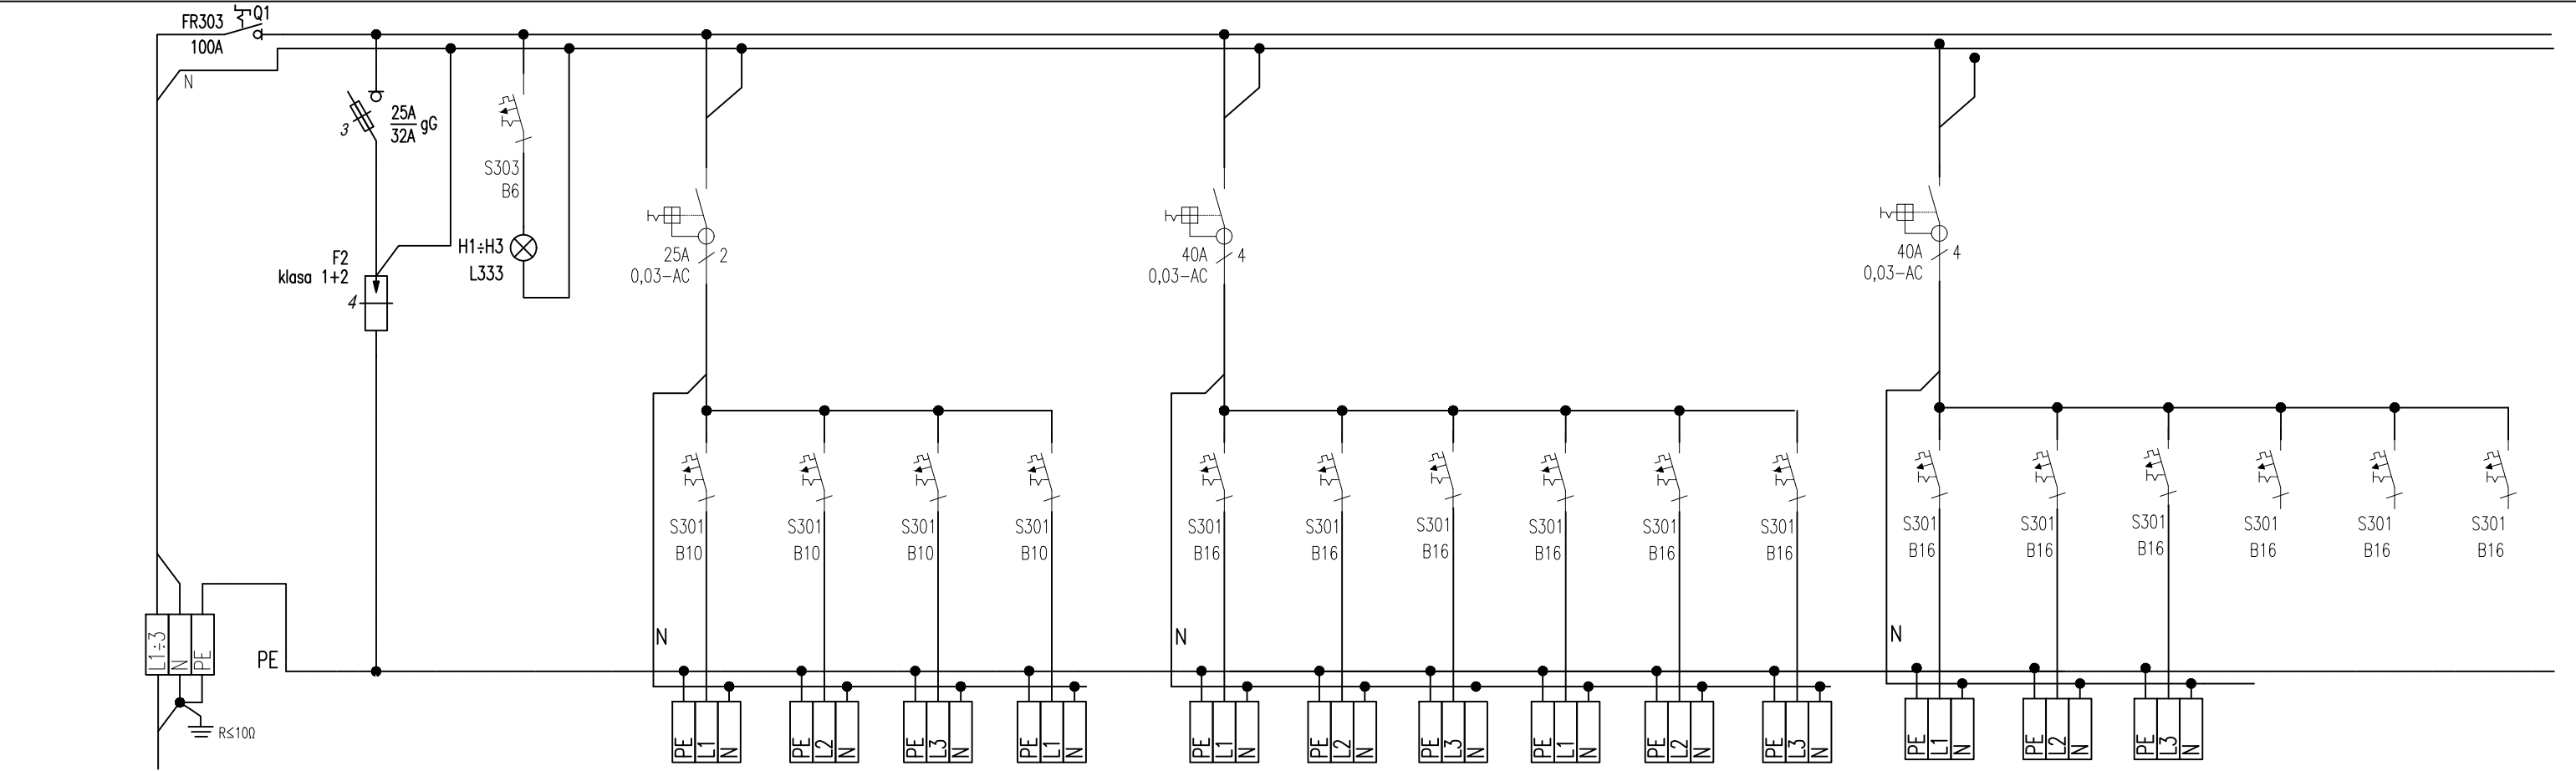 FR303
Q1
100A
N
3
25A
32A
gG
S303
B6
F2
klasa 1+2
4
H1÷H3
L333
25A
2
0,03-AC
40A
4
0,03-AC
40A
4
0,03-AC
S301
B10
S301
B10
S301
B10
S301
B10
S301
B16
S301
B16
S301
B16
S301
B16
S301
B16
S301
B16
S301
B16
S301
B16
S301
B16
S301
B16
S301
B16
S301
B16
N
N
N
L1÷3
N
PE
PE
R≤10Ω
PE
L1
N
PE
L2
N
PE
L3
N
PE
L1
N
PE
L1
N
PE
L2
N
PE
L3
N
PE
L1
N
PE
L2
N
PE
L3
N
PE
L1
N
PE
L2
N
PE
L3
N